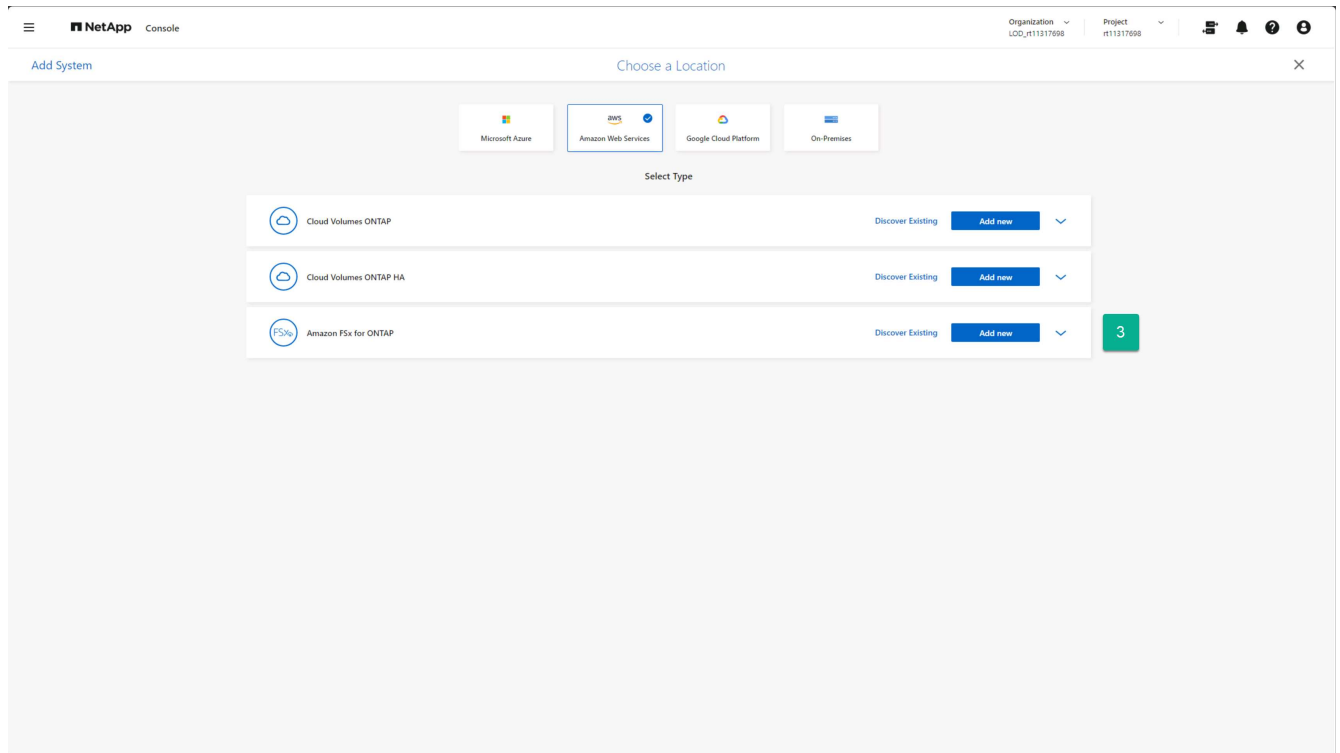 NetApp Console
Organization
LOD_rt11317698
Project
rt11317698
Add System
Choose a Location
Microsoft Azure
aws
Amazon Web Services
Google Cloud Platform
On-Premises
Select Type
Cloud Volumes ONTAP Discover Existing Add new
Cloud Volumes ONTAP HA Discover Existing Add new
FSxn Amazon FSx for ONTAP Discover Existing Add new 3